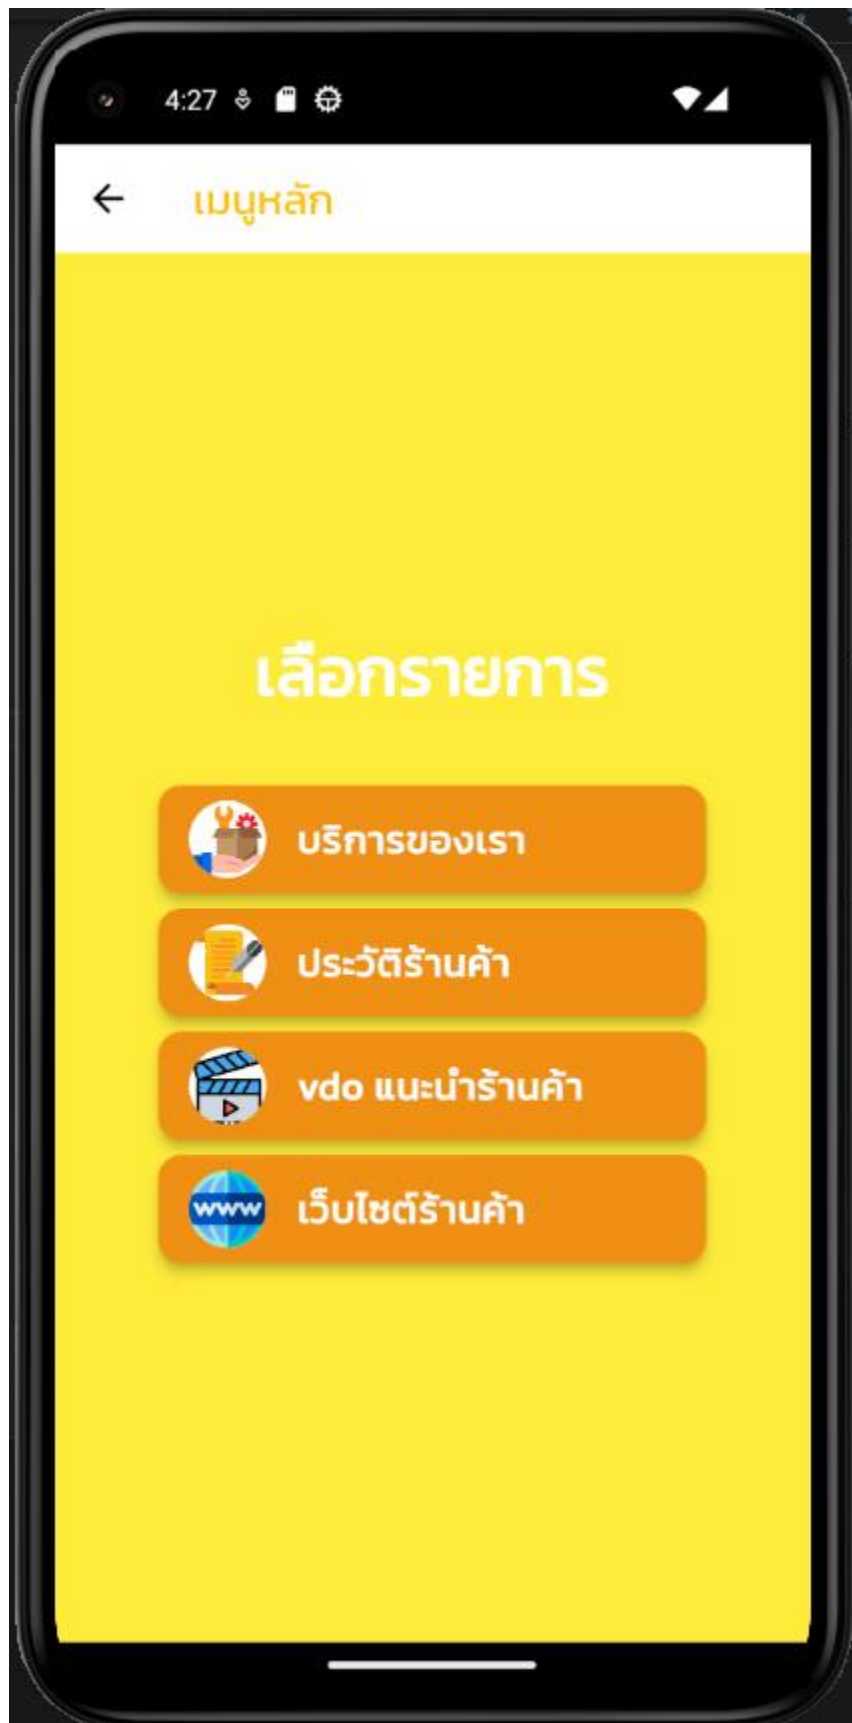 4:27
เมนูหลัก
เลือกรายการ
บริการของเรา
ประวัติร้านค้า
vdo แนะนำร้านค้า
www
เว็บไซต์ร้านค้า